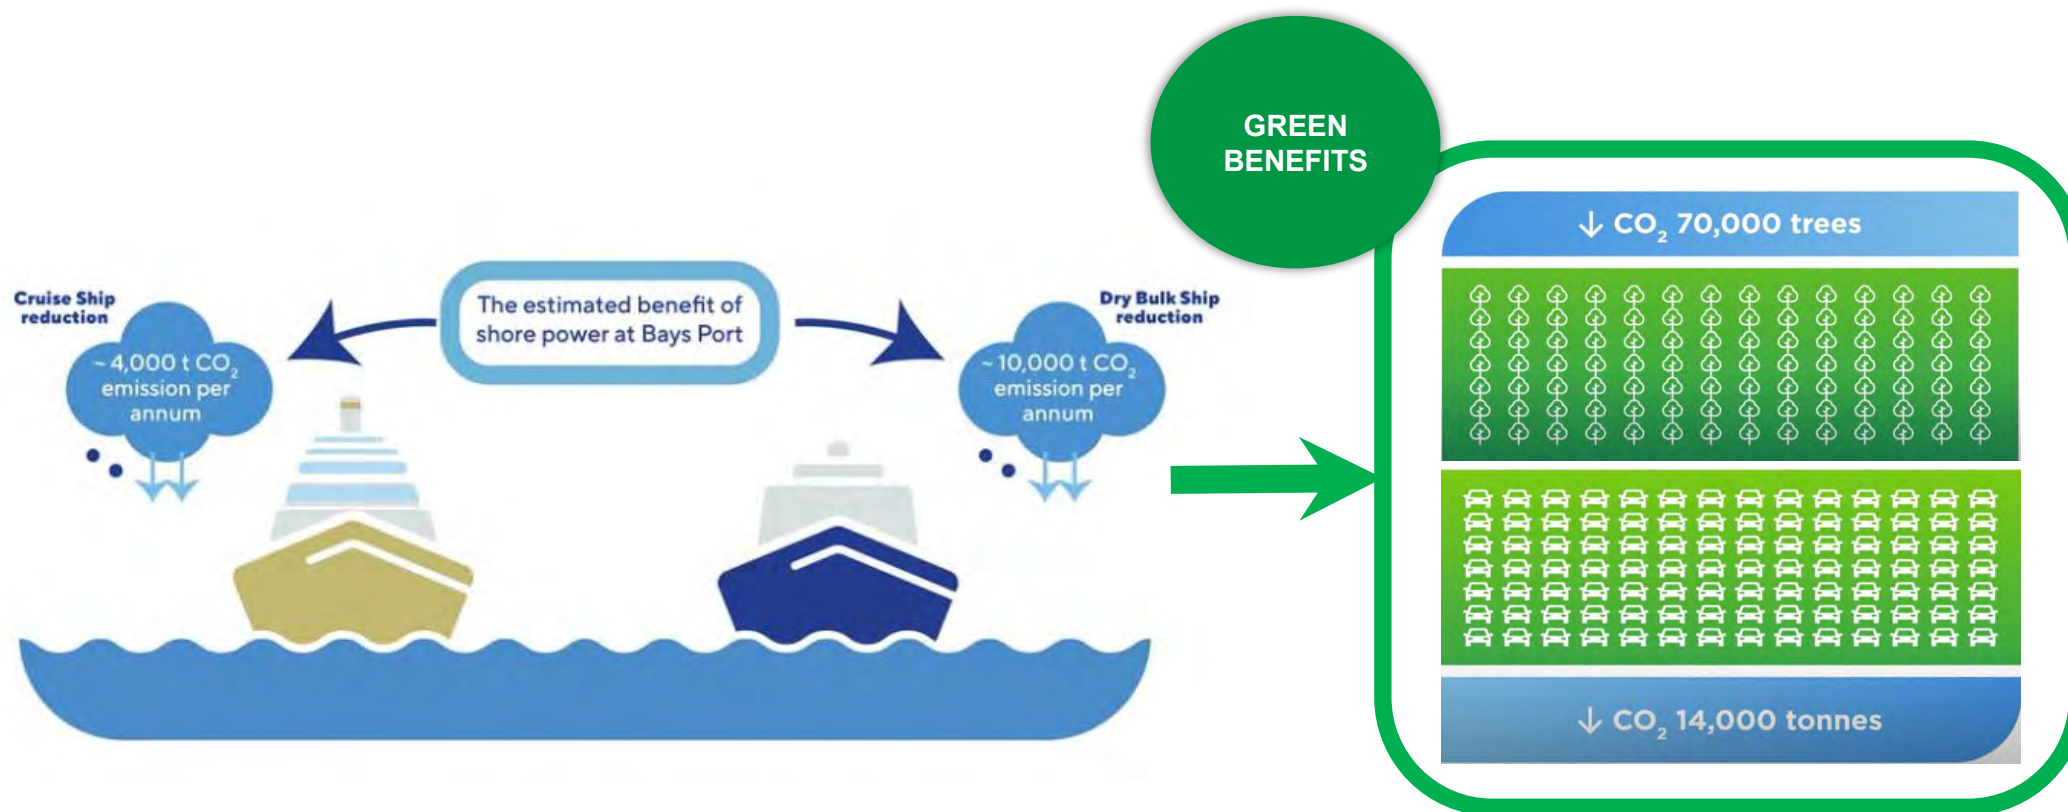 GREEN
BENEFITS
↓ CO₂ 70,000 trees
The estimated benefit of
shore power at Bays Port
Cruise Ship
reduction
~ 4,000 t CO₂
emission per
annum
Dry Bulk Ship
reduction
~ 10,000 t CO₂
emission per
annum
↓ CO₂ 14,000 tonnes